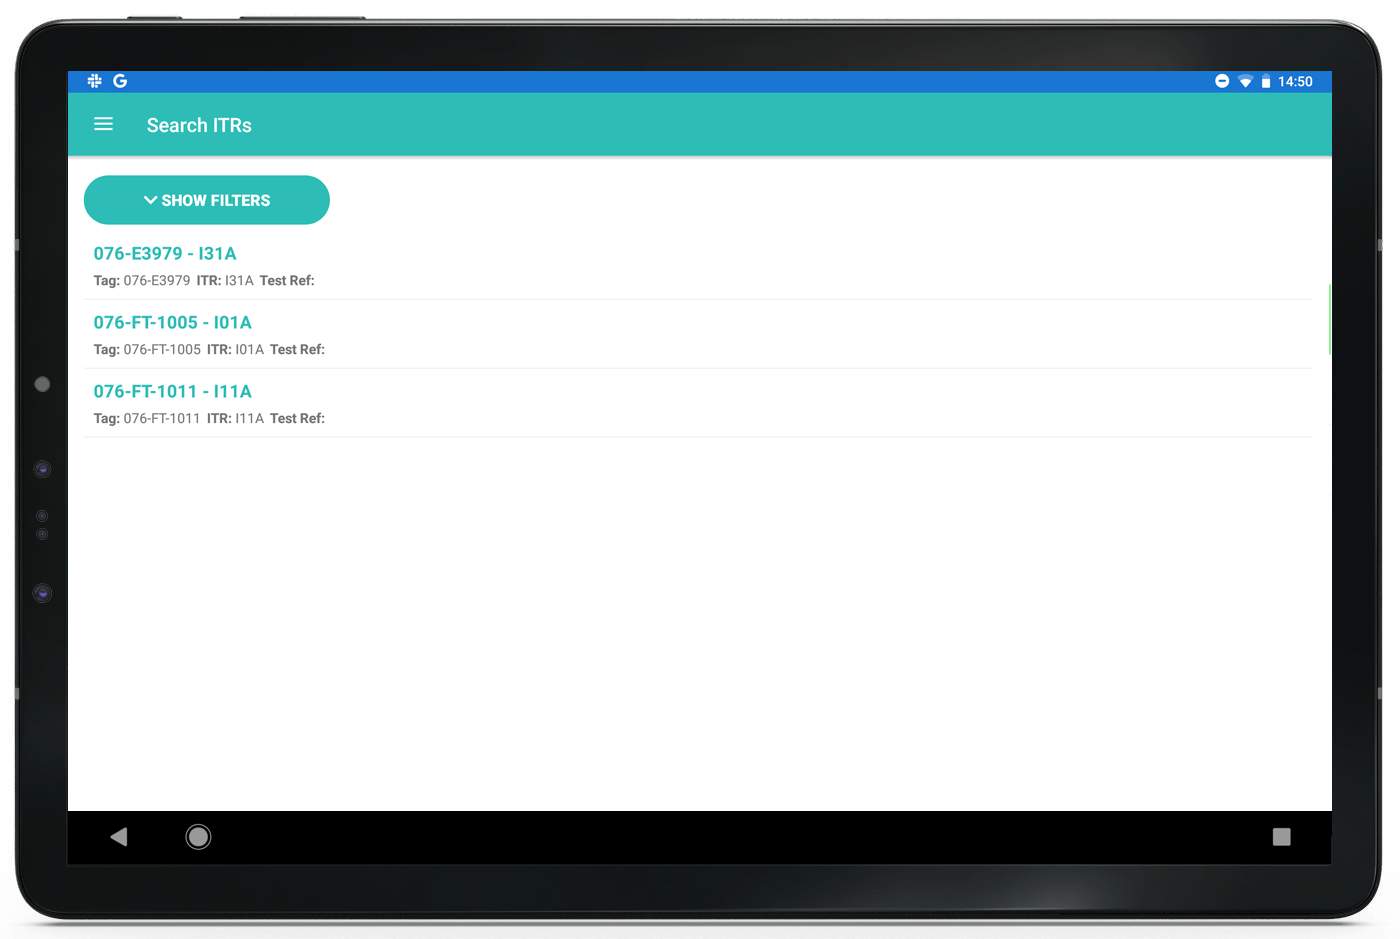 14:50
Search ITRs
SHOW FILTERS
076-E3979 - I31A
Tag: 076-E3979 ITR: I31A Test Ref:
076-FT-1005 - I01A
Tag: 076-FT-1005 ITR: I01A Test Ref:
076-FT-1011 - I11A
Tag: 076-FT-1011 ITR: I11A Test Ref: